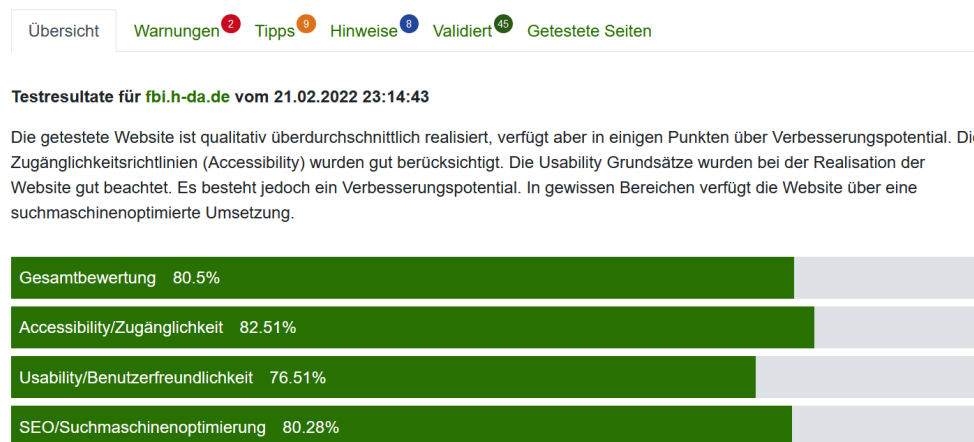 Übersicht Warnungen 2 Tipps 9 Hinweise 8 Validiert 45 Getestete Seiten
Testresultate für fbi.h-da.de vom 21.02.2022 23:14:43
Die getestete Website ist qualitativ überdurchschnittlich realisiert, verfügt aber in einigen Punkten über Verbesserungspotential. Die
Zugänglichkeitsrichtlinien (Accessibility) wurden gut berücksichtigt. Die Usability Grundsätze wurden bei der Realisation der
Website gut beachtet. Es besteht jedoch ein Verbesserungspotential. In gewissen Bereichen verfügt die Website über eine
suchmaschinenoptimierte Umsetzung.
Gesamtbewertung 80.5%
Accessibility/Zugänglichkeit 82.51%
Usability/Benutzerfreundlichkeit 76.51%
SEO/Suchmaschinenoptimierung 80.28%